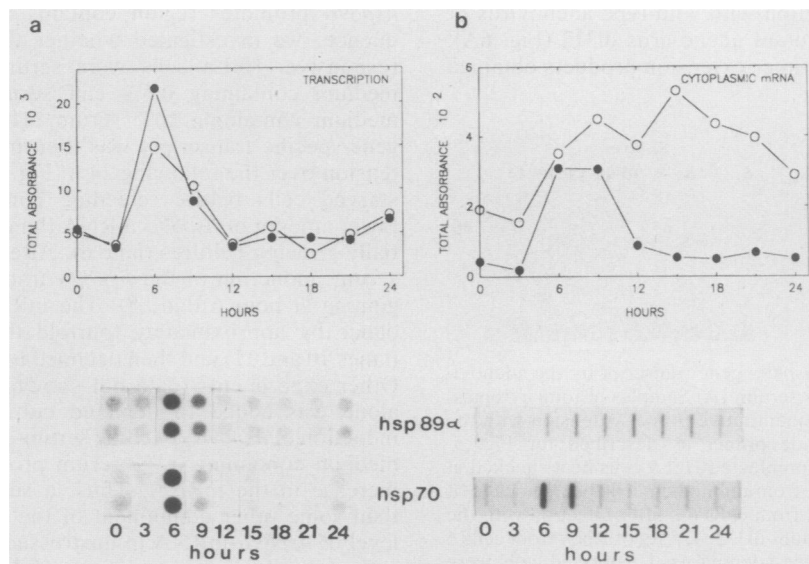 a
TRANSCRIPTION
TOTAL ABSORBANCE 10 3
20
15
10
5
0
0 6 12 18 24
HOURS
b
CYTOPLASMIC mRNA
TOTAL ABSORBANCE 10 2
6
4
2
0
0 6 12 18 24
HOURS
hsp 89α
hsp70
0 3 6 9 12 15 18 21 24
hours
0 3 6 9 12 15 18 21 24
hours